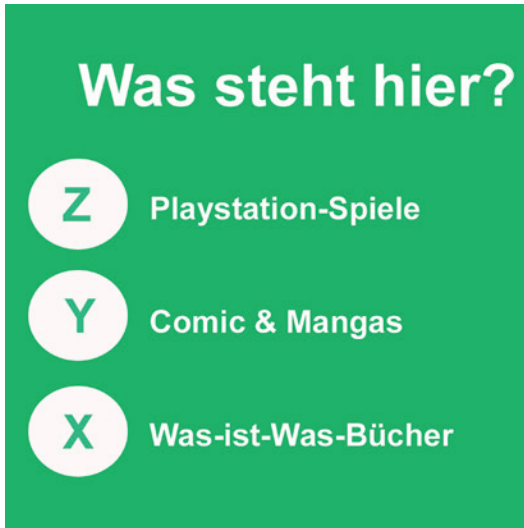 Was steht hier?
Z Playstation-Spiele
Y Comic & Mangas
X Was-ist-Was-Bücher